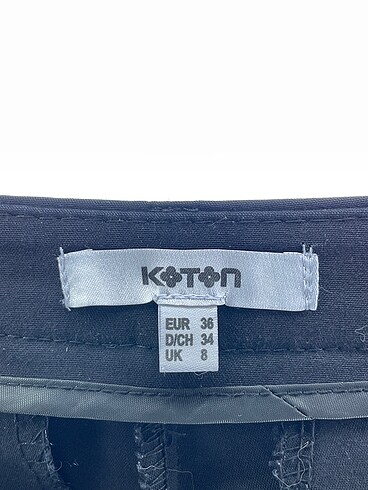 KOTON
EUR 36
D/CH 34
UK 8